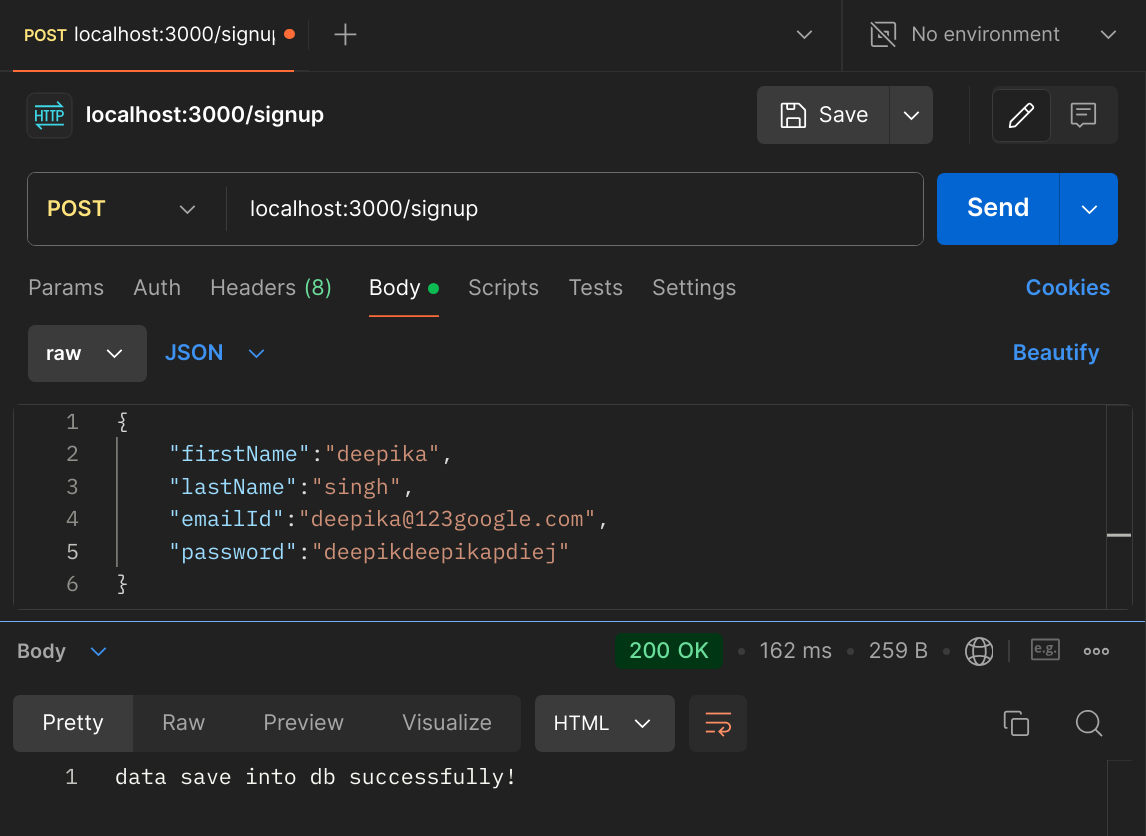 POST localhost:3000/signu
No environment
HTTP localhost:3000/signup
Save
POST localhost:3000/signup
Send
Params Auth Headers (8) Body Scripts Tests Settings Cookies
raw JSON Beautify
1 {
2 "firstName":"deepika",
3 "lastName":"singh",
4 "emailId":"deepika@123google.com",
5 "password":"deepikdeepikapdiej"
6 }
Body 200 OK • 162 ms • 259 B • e.g.
Pretty Raw Preview Visualize HTML
1 data save into db successfully!